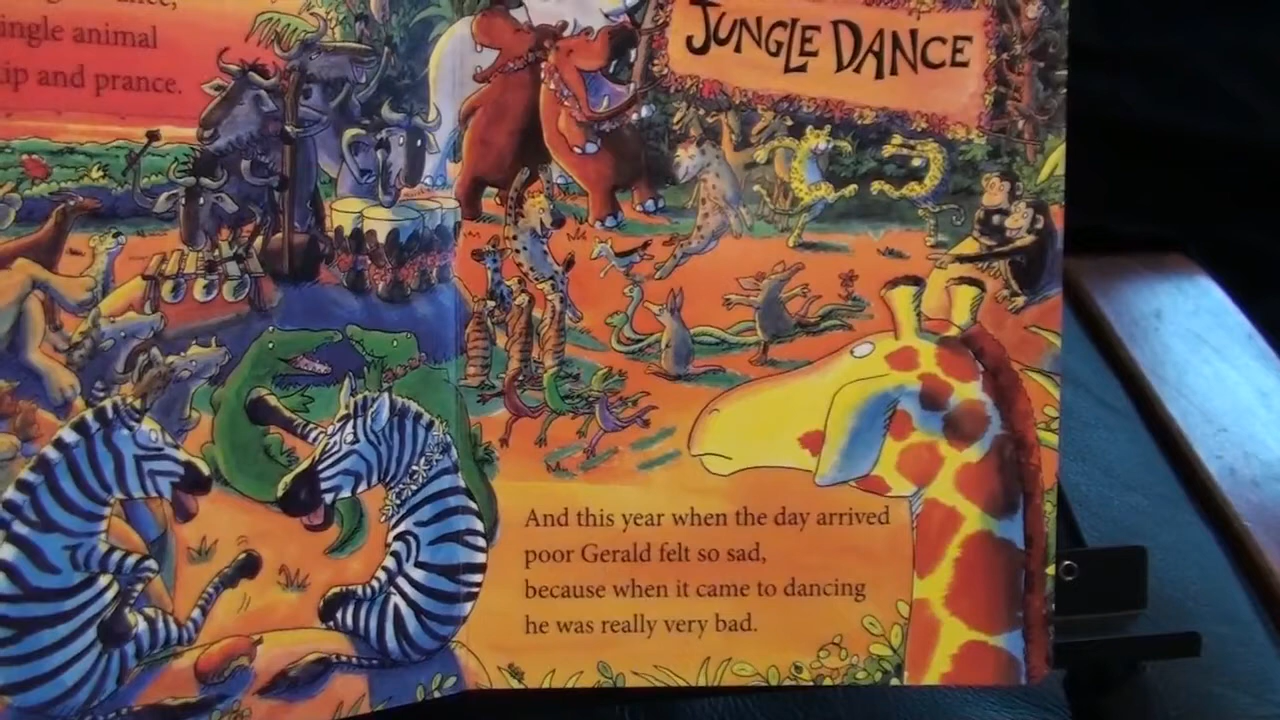 ingle animal
ip and prance.
JUNGLE DANCE
And this year when the day arrived
poor Gerald felt so sad,
because when it came to dancing
he was really very bad.